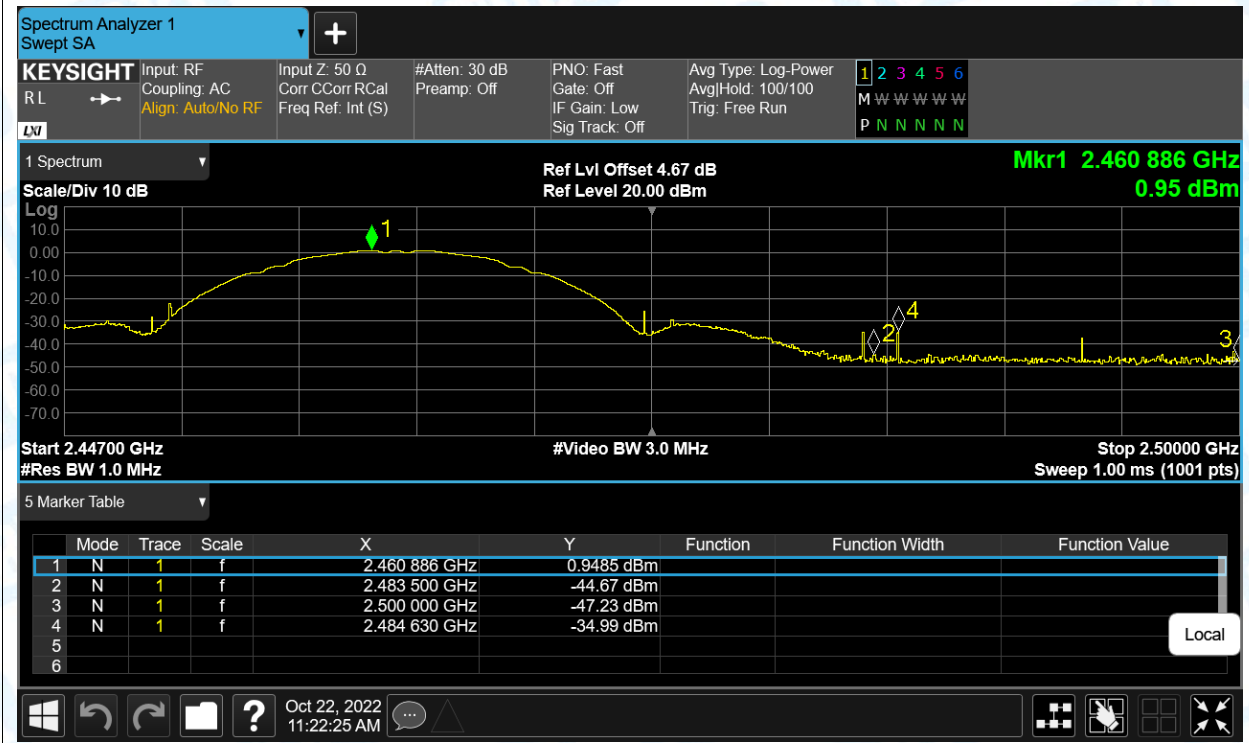 Spectrum Analyzer 1
Swept SA
+
KEYSIGHT Input: RF Input Z: 50 Ω #Atten: 30 dB PNO: Fast Avg Type: Log-Power 1 2 3 4 5 6
R L Coupling: AC Corr CCorr RCal Preamp: Off Gate: Off Avg|Hold: 100/100 M W W W W W W
Align: Auto/No RF Freq Ref: Int (S) IF Gain: Low Trig: Free Run
LXI Sig Track: Off P N N N N N N
1 Spectrum
Ref Lvl Offset 4.67 dB Mkr1 2.460 886 GHz
Scale/Div 10 dB Ref Level 20.00 dBm 0.95 dBm
Log
10.0
1
0.00
-10.0
-20.0
4
-30.0
2 3
-40.0
-50.0
-60.0
-70.0
Start 2.44700 GHz #Video BW 3.0 MHz Stop 2.50000 GHz
#Res BW 1.0 MHz Sweep 1.00 ms (1001 pts)
5 Marker Table
Mode Trace Scale X Y Function Function Width Function Value
1 N 1 f 2.460 886 GHz 0.9485 dBm
2 N 1 f 2.483 500 GHz -44.67 dBm
3 N 1 f 2.500 000 GHz -47.23 dBm
4 N 1 f 2.484 630 GHz -34.99 dBm
5
6
Local
? Oct 22, 2022
11:22:25 AM